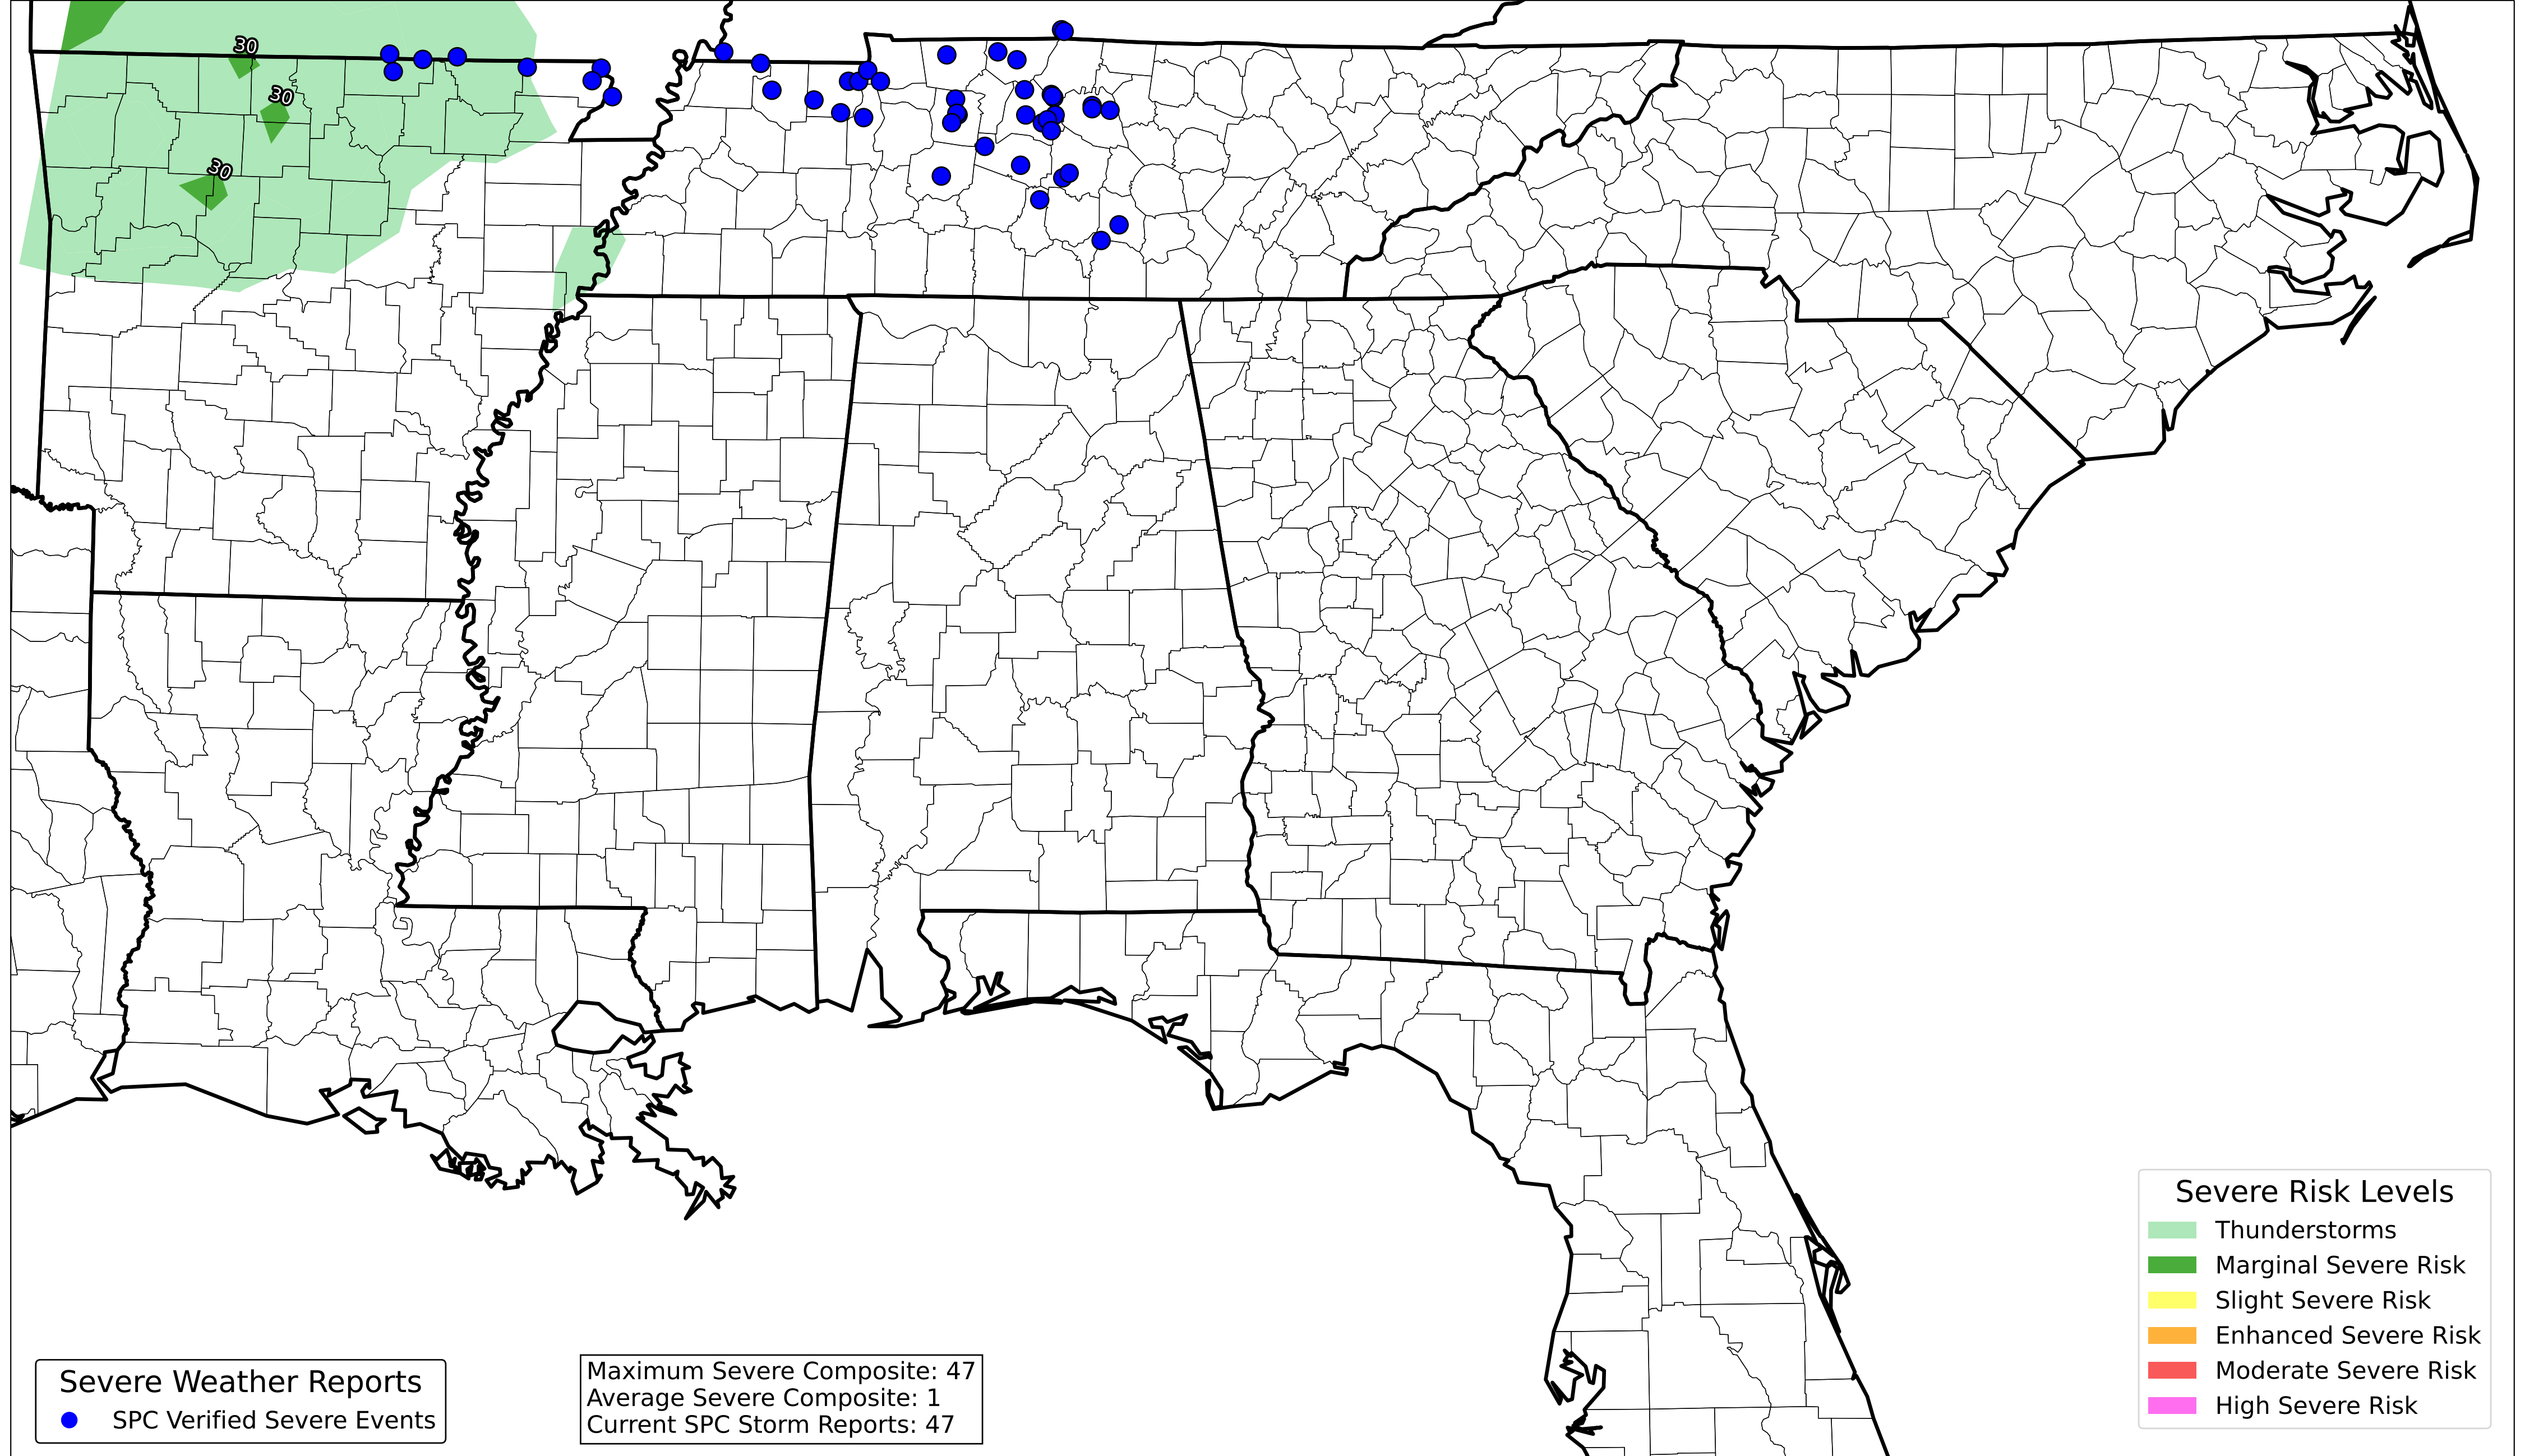 30
30
30
Severe Risk Levels
Thunderstorms
Marginal Severe Risk
Slight Severe Risk
Enhanced Severe Risk
Moderate Severe Risk
High Severe Risk
Severe Weather Reports
SPC Verified Severe Events
Maximum Severe Composite: 47
Average Severe Composite: 1
Current SPC Storm Reports: 47